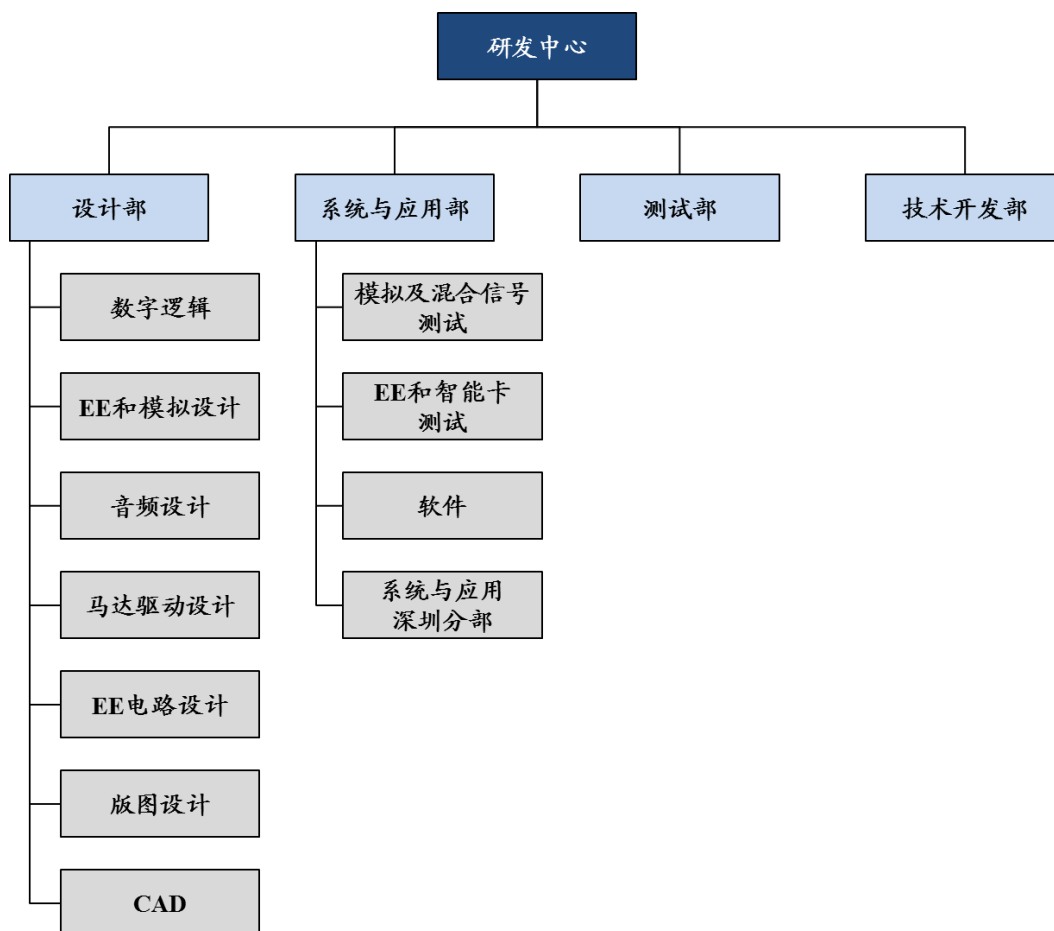 研发中心
设计部
系统与应用部
测试部
技术开发部
数字逻辑
EE和模拟设计
音频设计
马达驱动设计
EE电路设计
版图设计
CAD
模拟及混合信号
测试
EE和智能卡
测试
软件
系统与应用
深圳分部